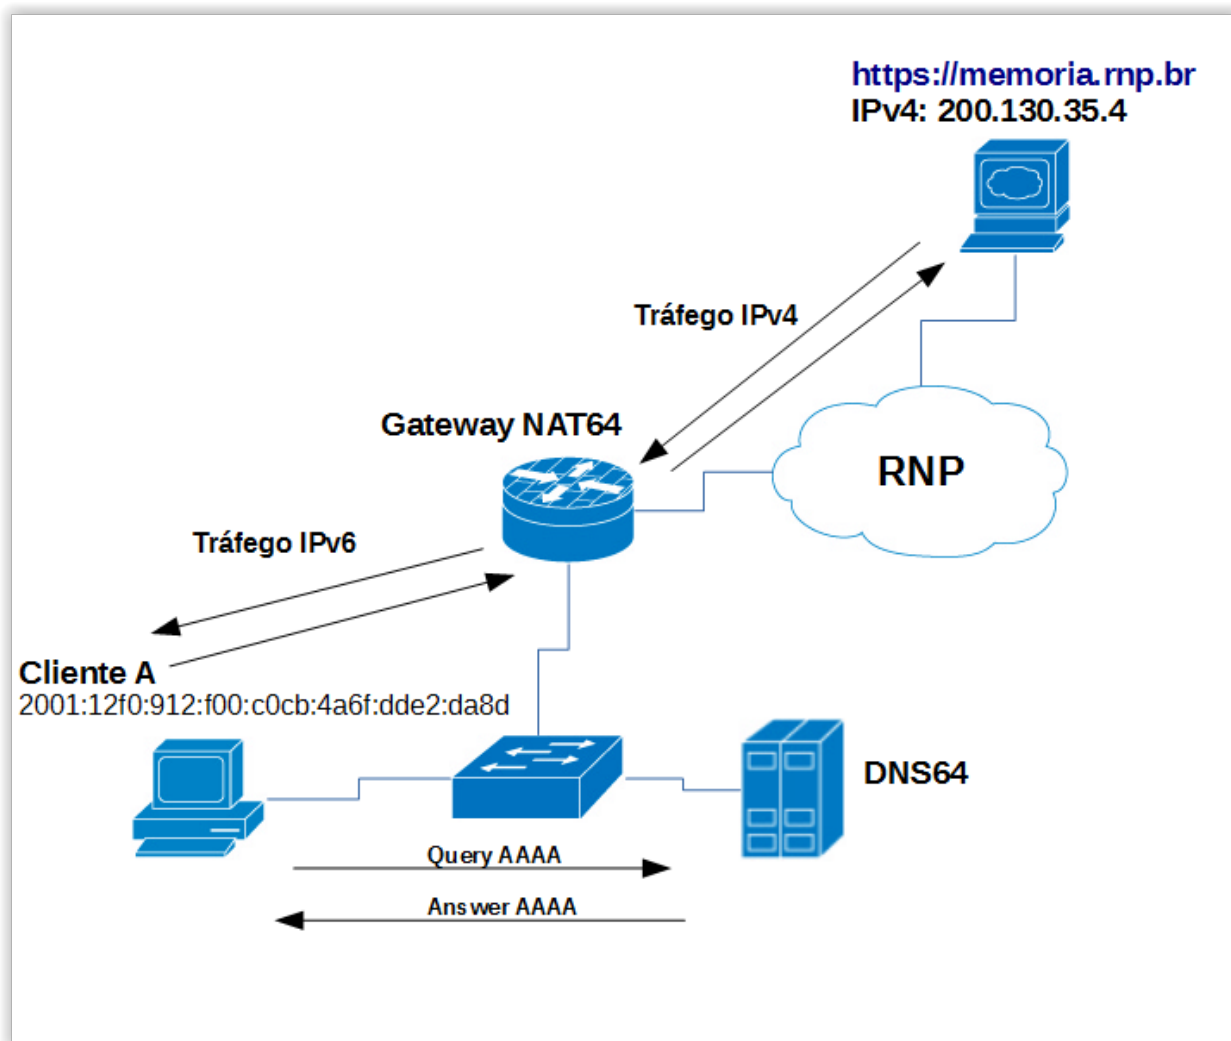 https://memoria.rnp.br
IPv4: 200.130.35.4
Tráfego IPv4
Gateway NAT64
RNP
Tráfego IPv6
Cliente A
2001:12f0:912:f00:c0cb:4a6f:dde2:da8d
DNS64
Query AAAA
Answer AAAA